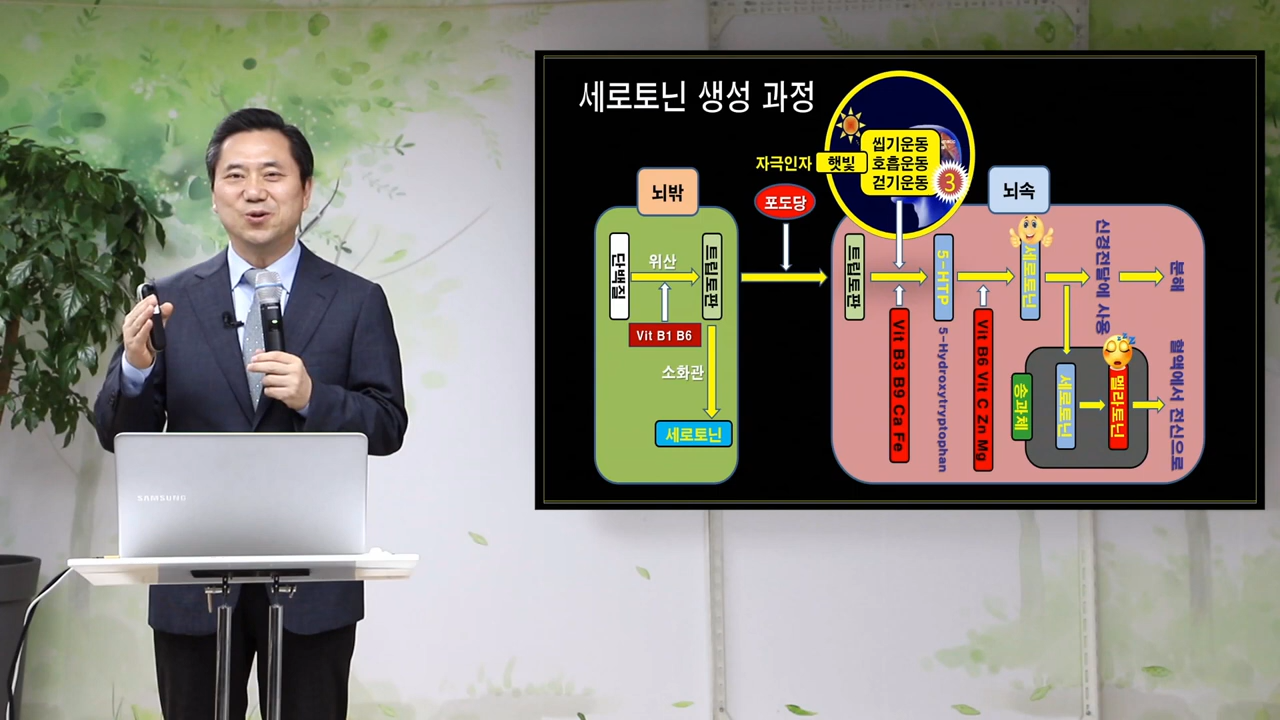 세로토닌 생성 과정
씹기운동
호흡운동
걷기운동
3
자극인자
햇빛
뇌밖
포도당
뇌속
단백질
위산
트립토판
Vit B1 B6
소화관
세로토닌
트립토판
5-HTP
세로토닌
신경전달에 사용
분해
Vit B3 B9 Ca Fe
5-Hydroxytryptophan
Vit B6 Vit C Zn Mg
송과체
세로토닌
멜라토닌
zzZ
혈액에서 전신으로
SAMSUNG